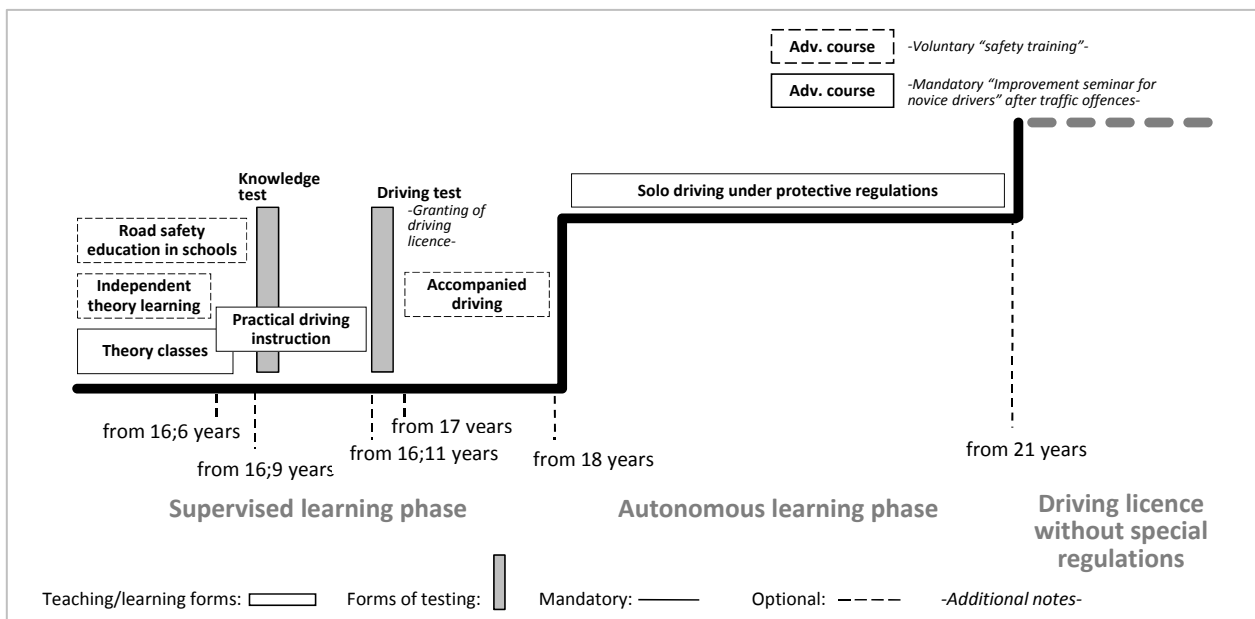 Adv. course
-Voluntary “safety training”-
Adv. course
-Mandatory “Improvement seminar for
novice drivers” after traffic offences-
Knowledge
test
Driving test
-Granting of
driving
licence-
Solo driving under protective regulations
Road safety
education in schools
Independent
theory learning
Accompanied
driving
Theory classes
Practical driving
instruction
from 16;6 years
from 16;9 years
from 17 years
from 16;11 years
from 18 years
from 21 years
Supervised learning phase
Autonomous learning phase
Driving licence
without special
regulations
Teaching/learning forms:
Forms of testing:
Mandatory:
Optional:
-Additional notes-